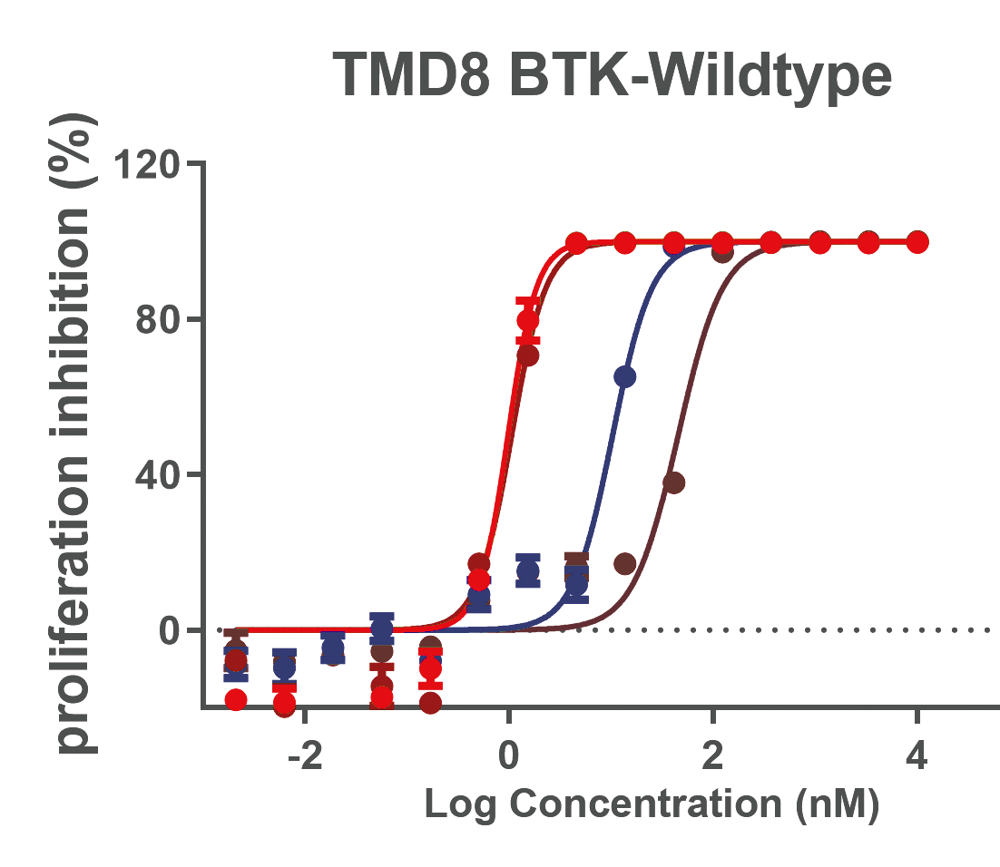 TMD8 BTK-Wildtype
proliferation inhibition (%)
120
80
40
0
-2 0 2 4
Log Concentration (nM)